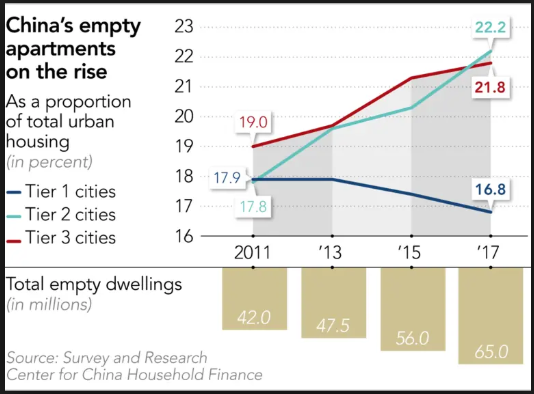 China's empty
apartments
on the rise
As a proportion
of total urban
housing
(in percent)
Tier 1 cities
Tier 2 cities
Tier 3 cities
23
22
21
20
19
18
17
16
19.0
17.9
17.8
22.2
21.8
16.8
2011
'13
'15
'17
Total empty dwellings
(in millions)
42.0
47.5
56.0
65.0
Source: Survey and Research
Center for China Household Finance